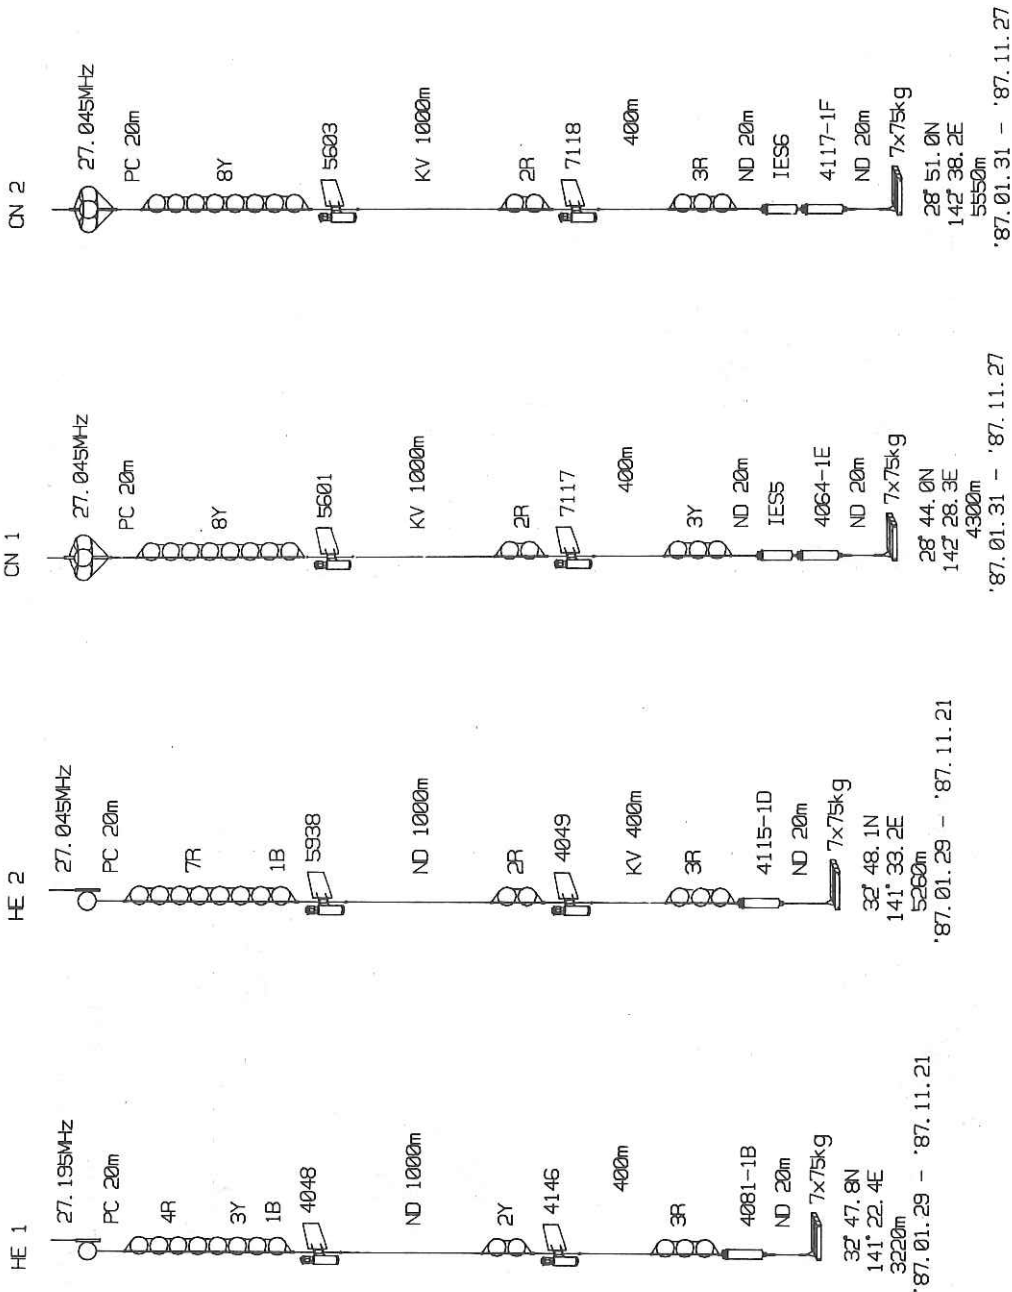 HE 1
27.195MHz
PC 20m
4R
3Y
1B
4048
ND 1000m
2Y
4146
400m
3R
4081-1B
ND 20m
7x75kg
32° 47.8N
141° 22.4E
3220m
'87.01.29 - '87.11.21
HE 2
27.045MHz
PC 20m
7R
1B
5938
ND 1000m
2R
4049
KV 400m
3R
4115-1D
ND 20m
7x75kg
32° 48.1N
141° 33.2E
5260m
'87.01.29 - '87.11.21
CN 1
27.045MHz
PC 20m
8Y
5601
KV 1000m
2R
7117
400m
3Y
ND 20m
IES5
4064-1E
ND 20m
7x75kg
28° 44.0N
142° 28.3E
4300m
'87.01.31 - '87.11.27
CN 2
27.045MHz
PC 20m
8Y
5603
KV 1000m
2R
7118
400m
3R
ND 20m
IES6
4117-1F
ND 20m
7x75kg
28° 51.0N
142° 38.2E
5550m
'87.01.31 - '87.11.27